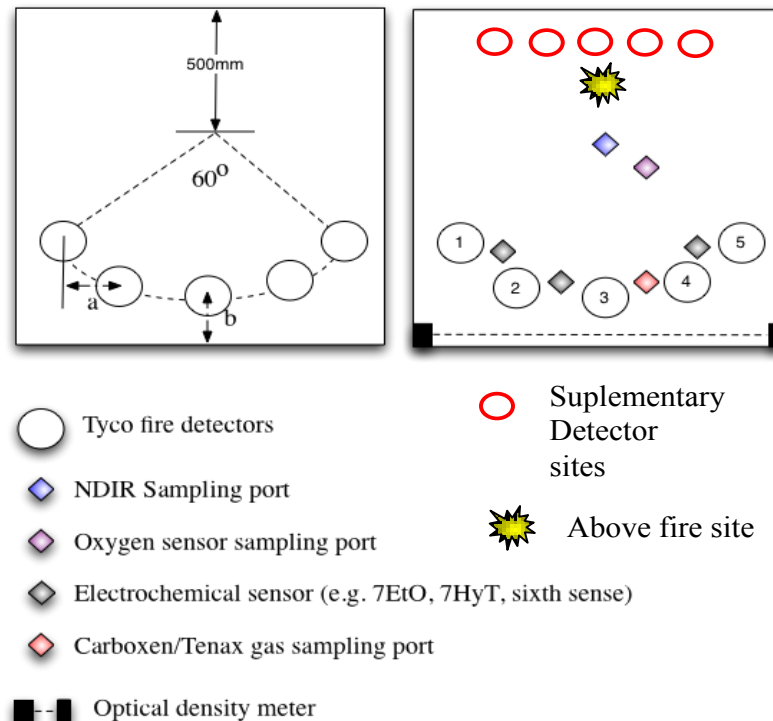 500mm
60o
a
b
1
2
3
4
5
Tyco fire detectors
NDIR Sampling port
Oxygen sensor sampling port
Electrochemical sensor (e.g. 7EtO, 7HyT, sixth sense)
Carboxen/Tenax gas sampling port
Optical density meter
Suplementary
Detector
sites
Above fire site